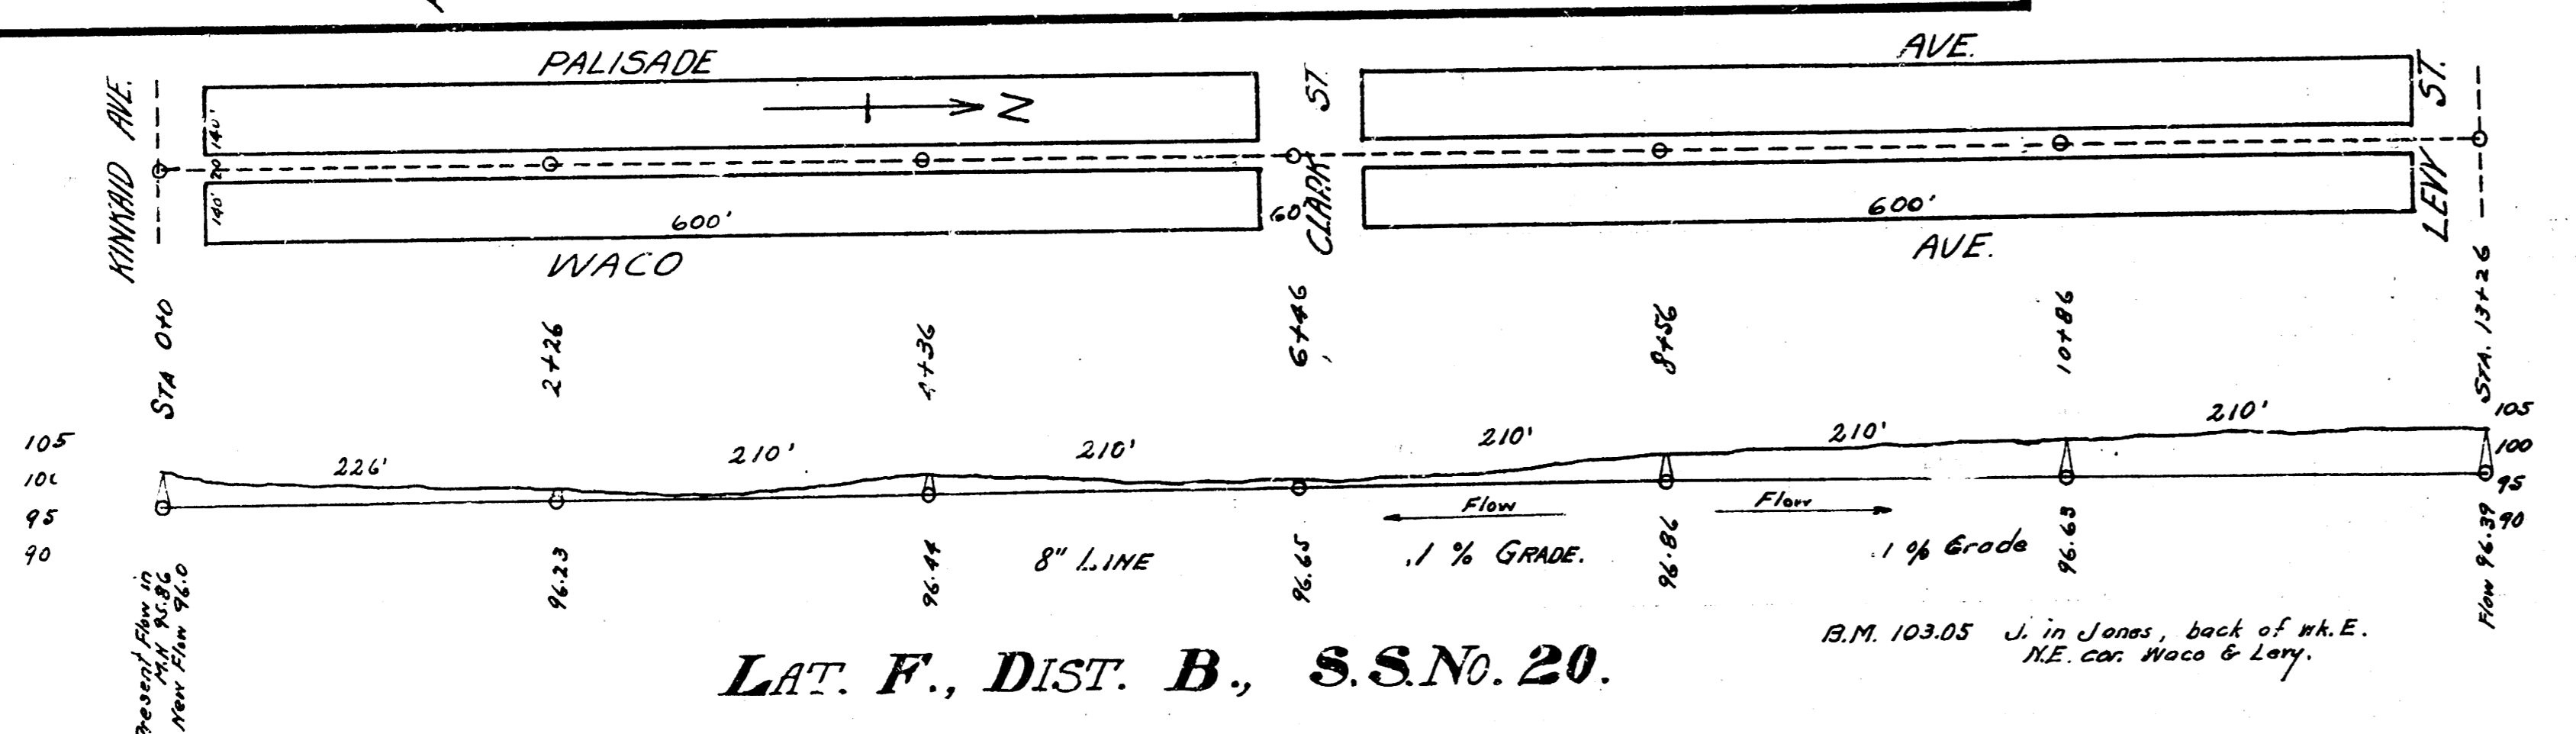 PALISADE AVE.
KINKAID AVE.
CLARK ST.
LEVY ST.
N
140'
20'
140'
600'
60'
600'
WACO AVE.
STA 0+0
2+26
4+36
6+46
8+56
10+86
STA. 13+26
105
100
95
90
226'
210'
210'
210'
210'
210'
105
100
95
90
Flow
Flow
8" LINE
.1 % GRADE.
.1 % Grade
Present Flow in
M.H 95.86
New Flow 96.0
96.23
96.44
96.65
96.86
96.63
Flow 96.39
B.M. 103.05 J. in Jones, back of wk. E.
N.E. cor. Waco & Levy.
LAT. F., DIST. B., S.S. NO. 20.